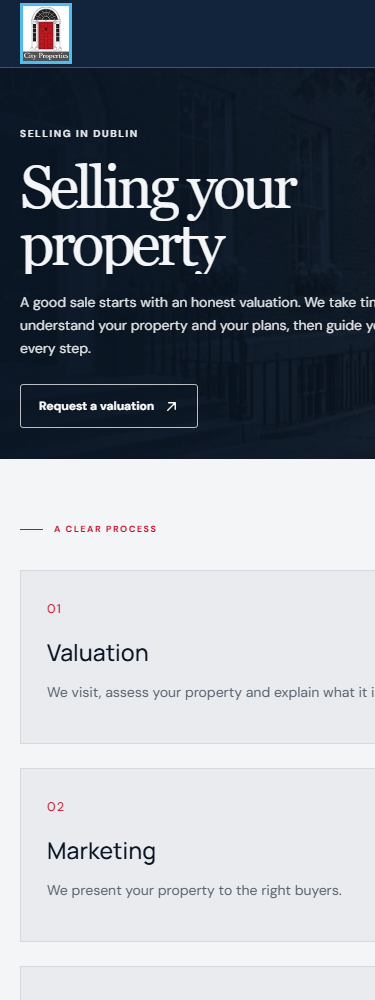 City Properties
SELLING IN DUBLIN
Selling your
property
A good sale starts with an honest valuation. We take
understand your property and your plans, then guide
every step.
Request a valuation
A CLEAR PROCESS
01
Valuation
We visit, assess your property and explain what it
02
Marketing
We present your property to the right buyers.